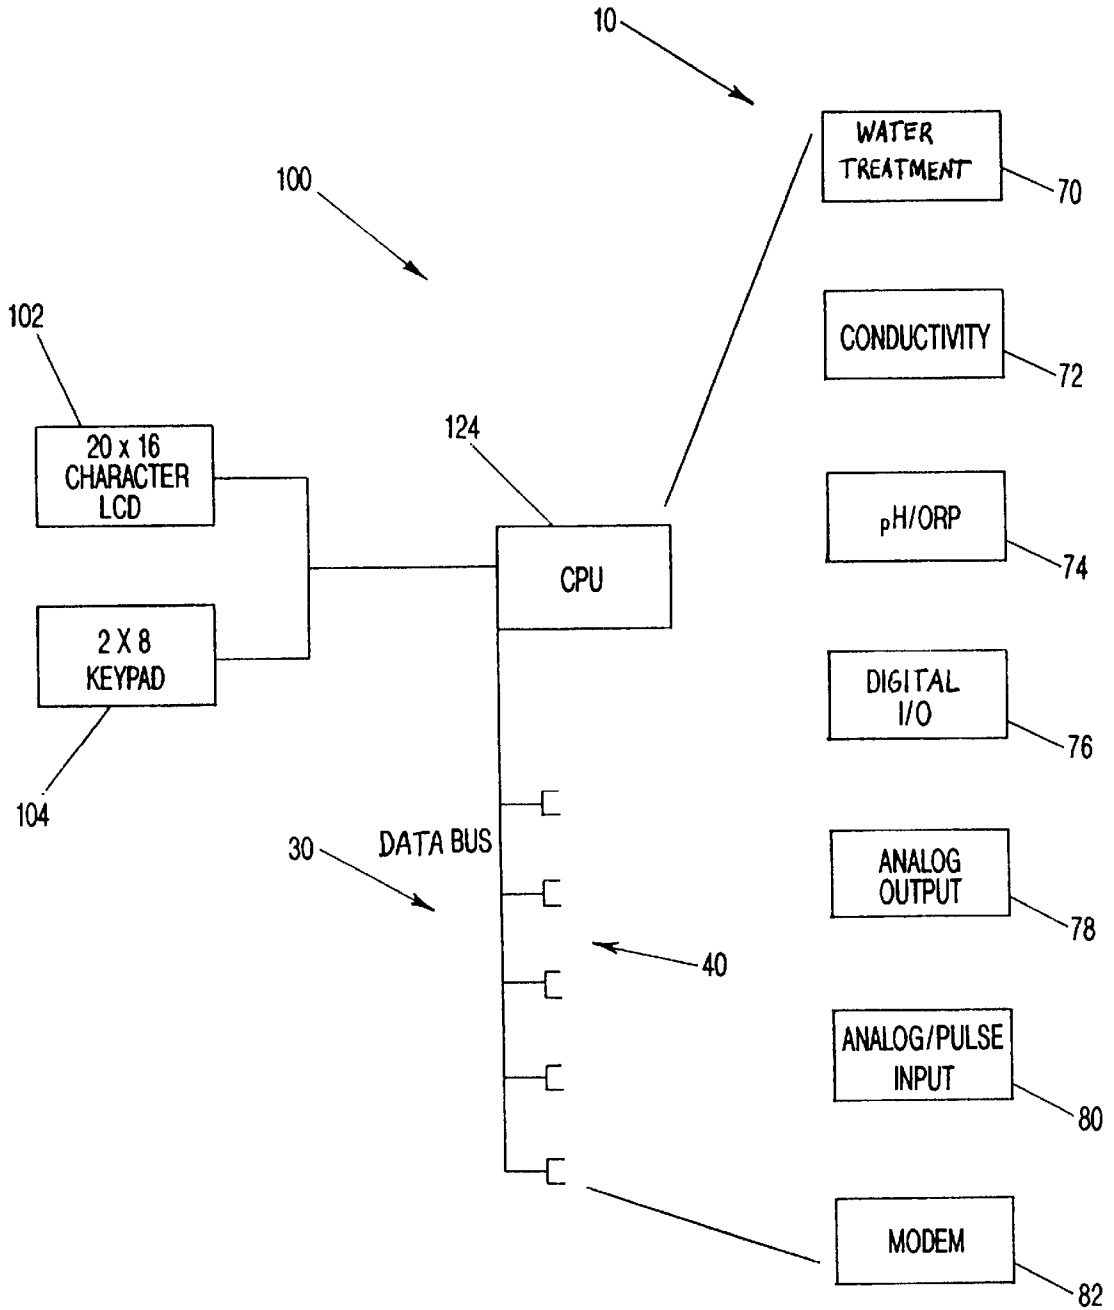 10
WATER
TREATMENT
70
100
CONDUCTIVITY
72
102
20 x 16
CHARACTER
LCD
124
CPU
pH/ORP
74
2 X 8
KEYPAD
104
DIGITAL
I/O
76
30
DATA BUS
ANALOG
OUTPUT
78
40
ANALOG/PULSE
INPUT
80
MODEM
82